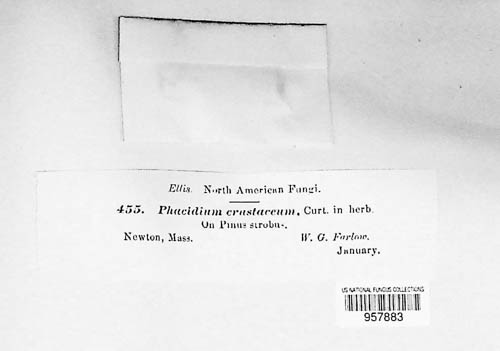 Ellis. North American Fungi.
455. Phacidium crustaceum, Curt. in herb.
On Pinus strobus.
Newton, Mass. W. G. Farlow.
January.
US NATIONAL FUNGUS COLLECTIONS
957883